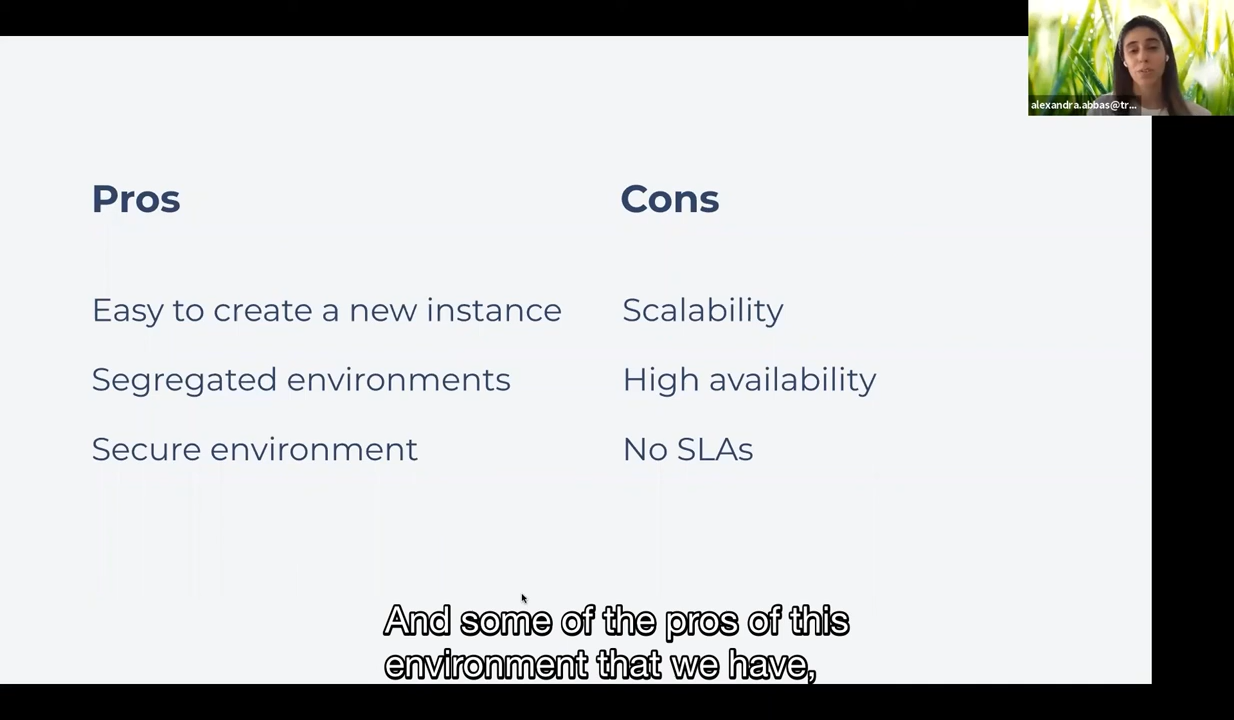 alexandra.abbas@tr...
Pros
Cons
Easy to create a new instance
Scalability
Segregated environments
High availability
Secure environment
No SLAs
And some of the pros of this
environment that we have,